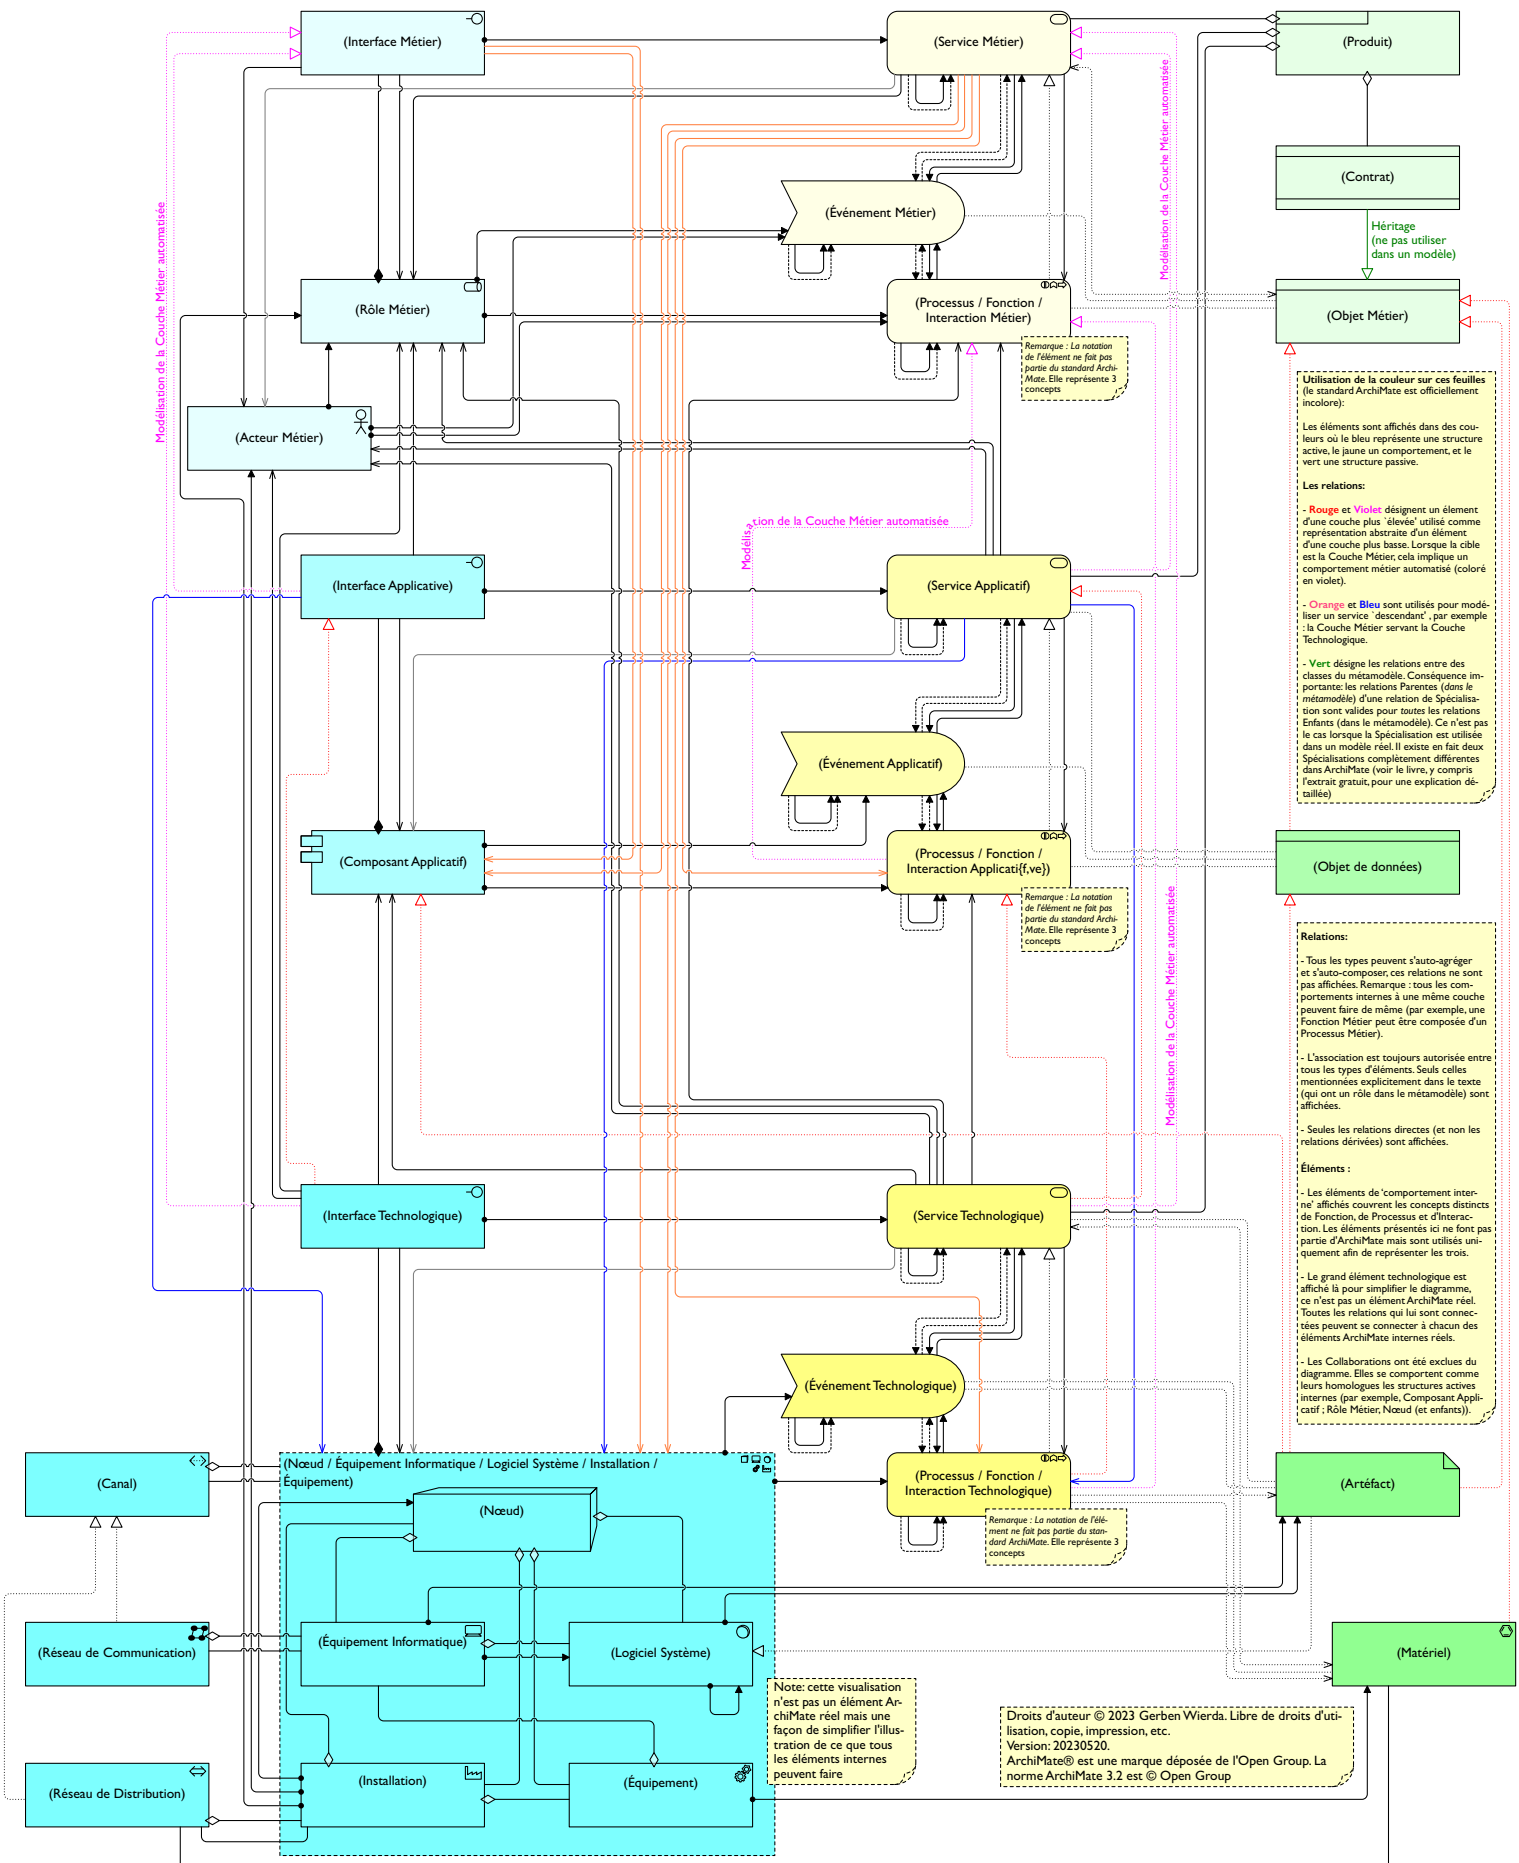 (Interface Métier)
(Service Métier)
(Produit)
Modélisation de la Couche Métier automatisée
Modélisation de la Couche Métier automatisée
(Contrat)
(Événement Métier)
Héritage
(ne pas utiliser
dans un modèle)
(Rôle Métier)
(Processus / Fonction /
Interaction Métier)
(Objet Métier)
Remarque : La notation
de l'élément ne fait pas
partie du standard Archi-
Mate. Elle représente 3
concepts
(Acteur Métier)
Utilisation de la couleur sur ces feuilles
(le standard ArchiMate est officiellement
incolore):
Les éléments sont affichés dans des cou-
leurs où le bleu représente une structure
active, le jaune un comportement, et le
vert une structure passive.
Les relations:
- Rouge et Violet désignent un élement
d'une couche plus `élevée' utilisé comme
représentation abstraite d'un élément
d'une couche plus basse. Lorsque la cible
est la Couche Métier, cela implique un
comportement métier automatisé (coloré
en violet).
- Orange et Bleu sont utilisés pour modé-
liser un service `descendant' , par exemple
: la Couche Métier servant la Couche
Technologique.
- Vert désigne les relations entre des
classes du métamodèle. Conséquence im-
portante: les relations Parentes (dans le
métamodèle) d'une relation de Spécialisa-
tion sont valides pour toutes les relations
Enfants (dans le métamodèle). Ce n'est pas
le cas lorsque la Spécialisation est utilisée
dans un modèle réel. Il existe en fait deux
Spécialisations complètement différentes
dans ArchiMate (voir le livre, y compris
l'extrait gratuit, pour une explication dé-
taillée)
Modélisation de la Couche Métier automatisée
(Interface Applicative)
(Service Applicatif)
(Événement Applicatif)
(Composant Applicatif)
(Processus / Fonction /
Interaction Applicati{f,ve})
(Objet de données)
Remarque : La notation
de l'élément ne fait pas
partie du standard Archi-
Mate. Elle représente 3
concepts
Modélisation de la Couche Métier automatisée
Relations:
- Tous les types peuvent s'auto-agréger
et s'auto-composer, ces relations ne sont
pas affichées. Remarque : tous les com-
portements internes à une même couche
peuvent faire de même (par exemple, une
Fonction Métier peut être composée d'un
Processus Métier).
- L'association est toujours autorisée entre
tous les types d'éléments. Seuls celles
mentionnées explicitement dans le texte
(qui ont un rôle dans le métamodèle) sont
affichées.
- Seules les relations directes (et non les
relations dérivées) sont affichées.
Éléments :
- Les éléments de 'comportement inter-
ne' affichés couvrent les concepts distincts
de Fonction, de Processus et d'Interac-
tion. Les éléments présentés ici ne font pas
partie d'ArchiMate mais sont utilisés uni-
quement afin de représenter les trois.
- Le grand élément technologique est
affiché là pour simplifier le diagramme,
ce n'est pas un élément ArchiMate réel.
Toutes les relations qui lui sont connec-
tées peuvent se connecter à chacun des
éléments ArchiMate internes réels.
- Les Collaborations ont été exclues du
diagramme. Elles se comportent comme
leurs homologues les structures actives
internes (par exemple, Composant Appli-
catif ; Rôle Métier, Nœud (et enfants)).
(Interface Technologique)
(Service Technologique)
(Événement Technologique)
(Canal)
(Nœud / Équipement Informatique / Logiciel Système / Installation /
Équipement)
(Nœud)
(Processus / Fonction /
Interaction Technologique)
(Artéfact)
Remarque : La notation de l'élé-
ment ne fait pas partie du stan-
dard ArchiMate. Elle représente 3
concepts
(Réseau de Communication)
(Équipement Informatique)
(Logiciel Système)
(Matériel)
Note: cette visualisation
n'est pas un élément Ar-
chiMate réel mais une
façon de simplifier l'illus-
tration de ce que tous
les éléments internes
peuvent faire
Droits d'auteur © 2023 Gerben Wierda. Libre de droits d'uti-
lisation, copie, impression, etc.
Version: 20230520.
ArchiMate® est une marque déposée de l'Open Group. La
norme ArchiMate 3.2 est © Open Group
(Réseau de Distribution)
(Installation)
(Équipement)